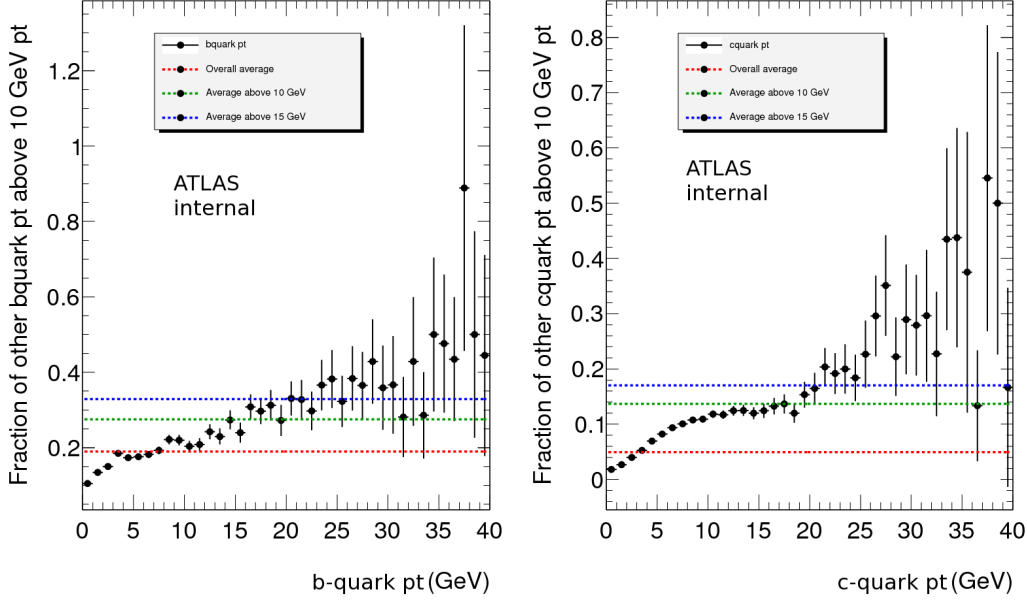 Fraction of other bquark pt above 10 GeV pt
bquark pt
Overall average
Average above 10 GeV
Average above 15 GeV
ATLAS
internal
1.2
1
0.8
0.6
0.4
0.2
0 5 10 15 20 25 30 35 40
b-quark pt (GeV)
Fraction of other cquark pt above 10 GeV pt
cquark pt
Overall average
Average above 10 GeV
Average above 15 GeV
ATLAS
internal
0.8
0.7
0.6
0.5
0.4
0.3
0.2
0.1
0
0 5 10 15 20 25 30 35 40
c-quark pt (GeV)